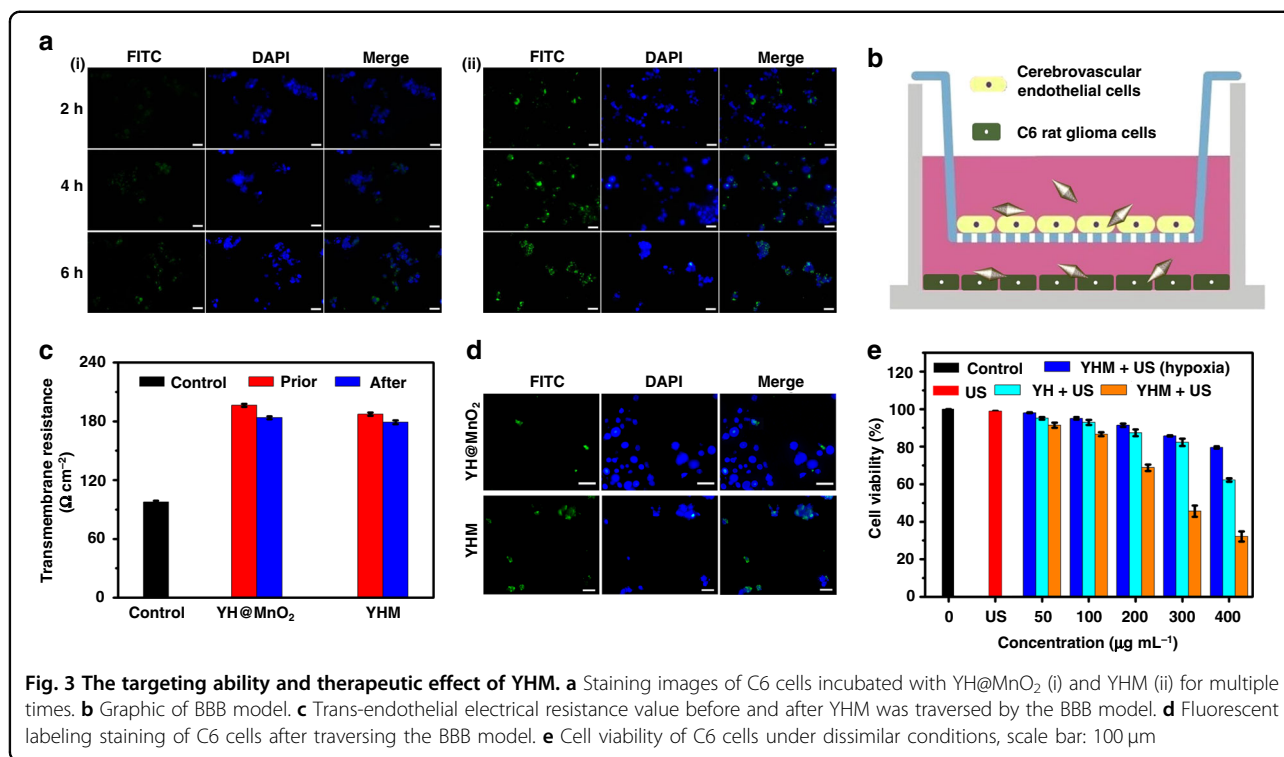 a
(i)
FITC DAPI Merge
2 h
4 h
6 h
(ii)
FITC DAPI Merge
b
Cerebrovascular
endothelial cells
C6 rat glioma cells
c
Transmembrane resistance
(Ω cm⁻²)
240
180
120
60
0
Control Prior After
Control YH@MnO₂ YHM
d
FITC DAPI Merge
YH@MnO₂
YHM
e
Cell viability (%)
120
100
80
60
40
20
0
Control YHM + US (hypoxia)
US YH + US YHM + US
0 US 50 100 200 300 400
Concentration (µg mL⁻¹)
Fig. 3 The targeting ability and therapeutic effect of YHM. a Staining images of C6 cells incubated with YH@MnO₂ (i) and YHM (ii) for multiple
times. b Graphic of BBB model. c Trans-endothelial electrical resistance value before and after YHM was traversed by the BBB model. d Fluorescent
labeling staining of C6 cells after traversing the BBB model. e Cell viability of C6 cells under dissimilar conditions, scale bar: 100 µm